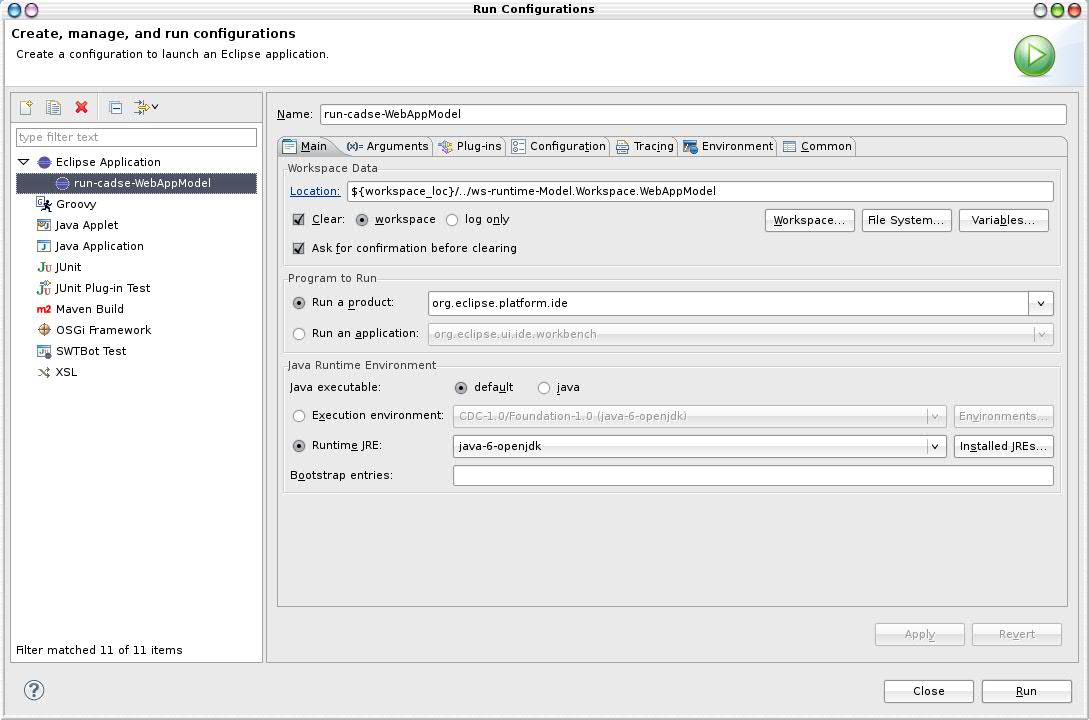 Run Configurations
Create, manage, and run configurations
Create a configuration to launch an Eclipse application.
type filter text
Eclipse Application
run-cadse-WebAppModel
Groovy
Java Applet
Java Application
Ju JUnit
JUnit Plug-in Test
m2 Maven Build
OSGi Framework
SWTBot Test
XSL
Filter matched 11 of 11 items
Name: run-cadse-WebAppModel
Main (x)= Arguments Plug-ins Configuration Tracing Environment Common
Workspace Data
Location: ${workspace_loc}/../ws-runtime-Model.Workspace.WebAppModel
Clear: workspace log only Workspace... File System... Variables...
Ask for confirmation before clearing
Program to Run
Run a product: org.eclipse.platform.ide
Run an application: org.eclipse.ui.ide.workbench
Java Runtime Environment
Java executable: default java
Execution environment: CDC-1.0/Foundation-1.0 (java-6-openjdk) Environments...
Runtime JRE: java-6-openjdk Installed JREs...
Bootstrap entries:
Apply Revert
? Close Run